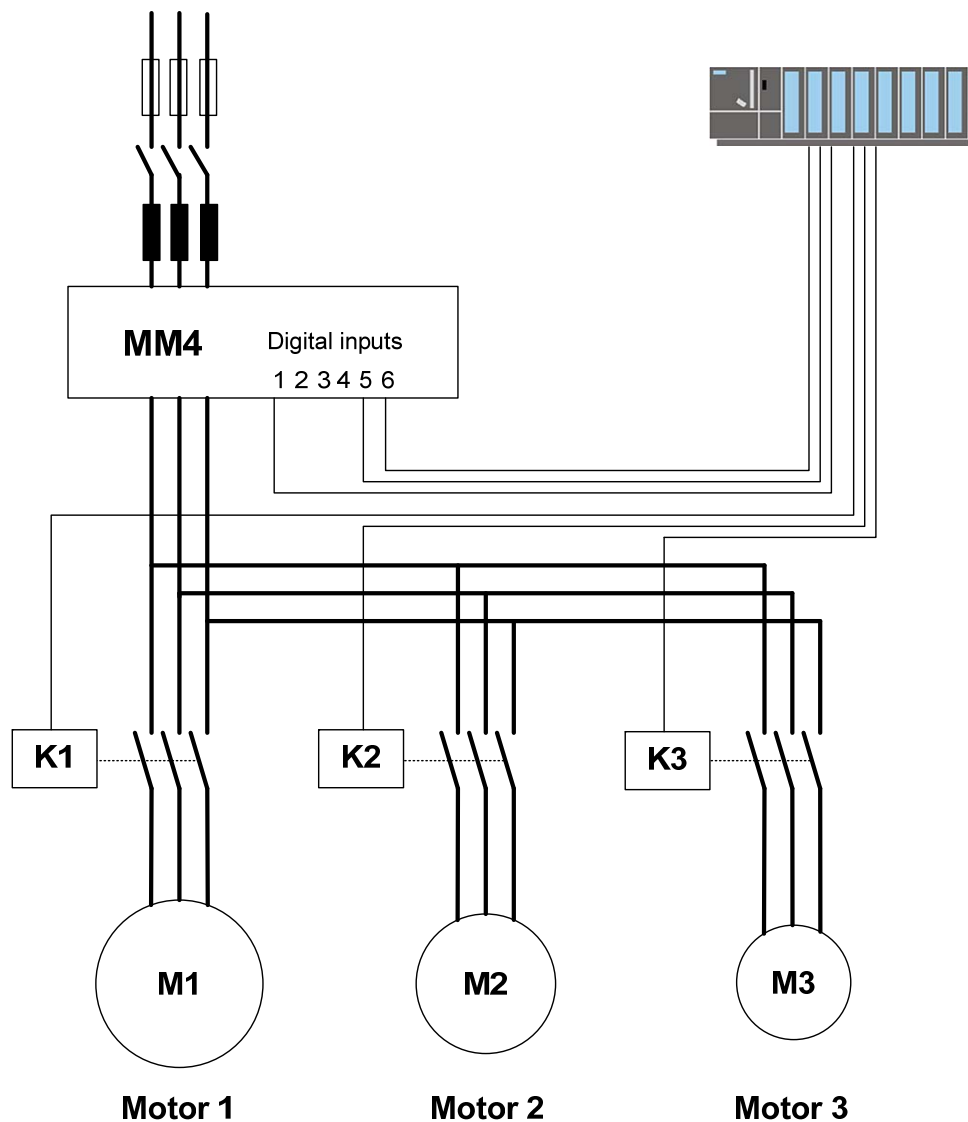 MM4
Digital inputs
1 2 3 4 5 6
K1
K2
K3
M1
M2
M3
Motor 1
Motor 2
Motor 3